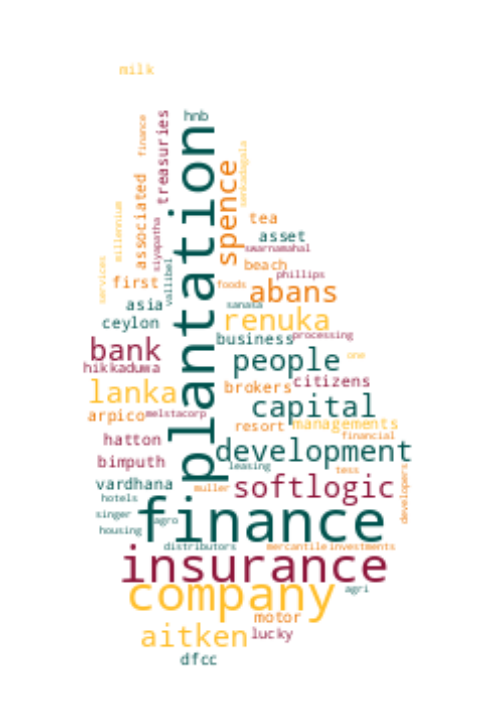 milk
hnb
finance
treasuries
plantation
senkadagala
spence
associated
millennium
tea
siyapatha
asset
swarnamahal
vallibel
services
beach
phillips
first
foods
abans
asia
sanasa
renuka
ceylon
business
processing
bank
people
one
hikkaduwa
lanka
brokers
citizens
capital
arpico
melstacorp
managements
resort
financial
hatton
development
bimputh
leasing
tess
developers
vardhana
muller
softlogic
hotels
singer
agro
finance
housing
distributors
mercantile
investments
insurance
company
agri
motor
aitken
lucky
dfcc